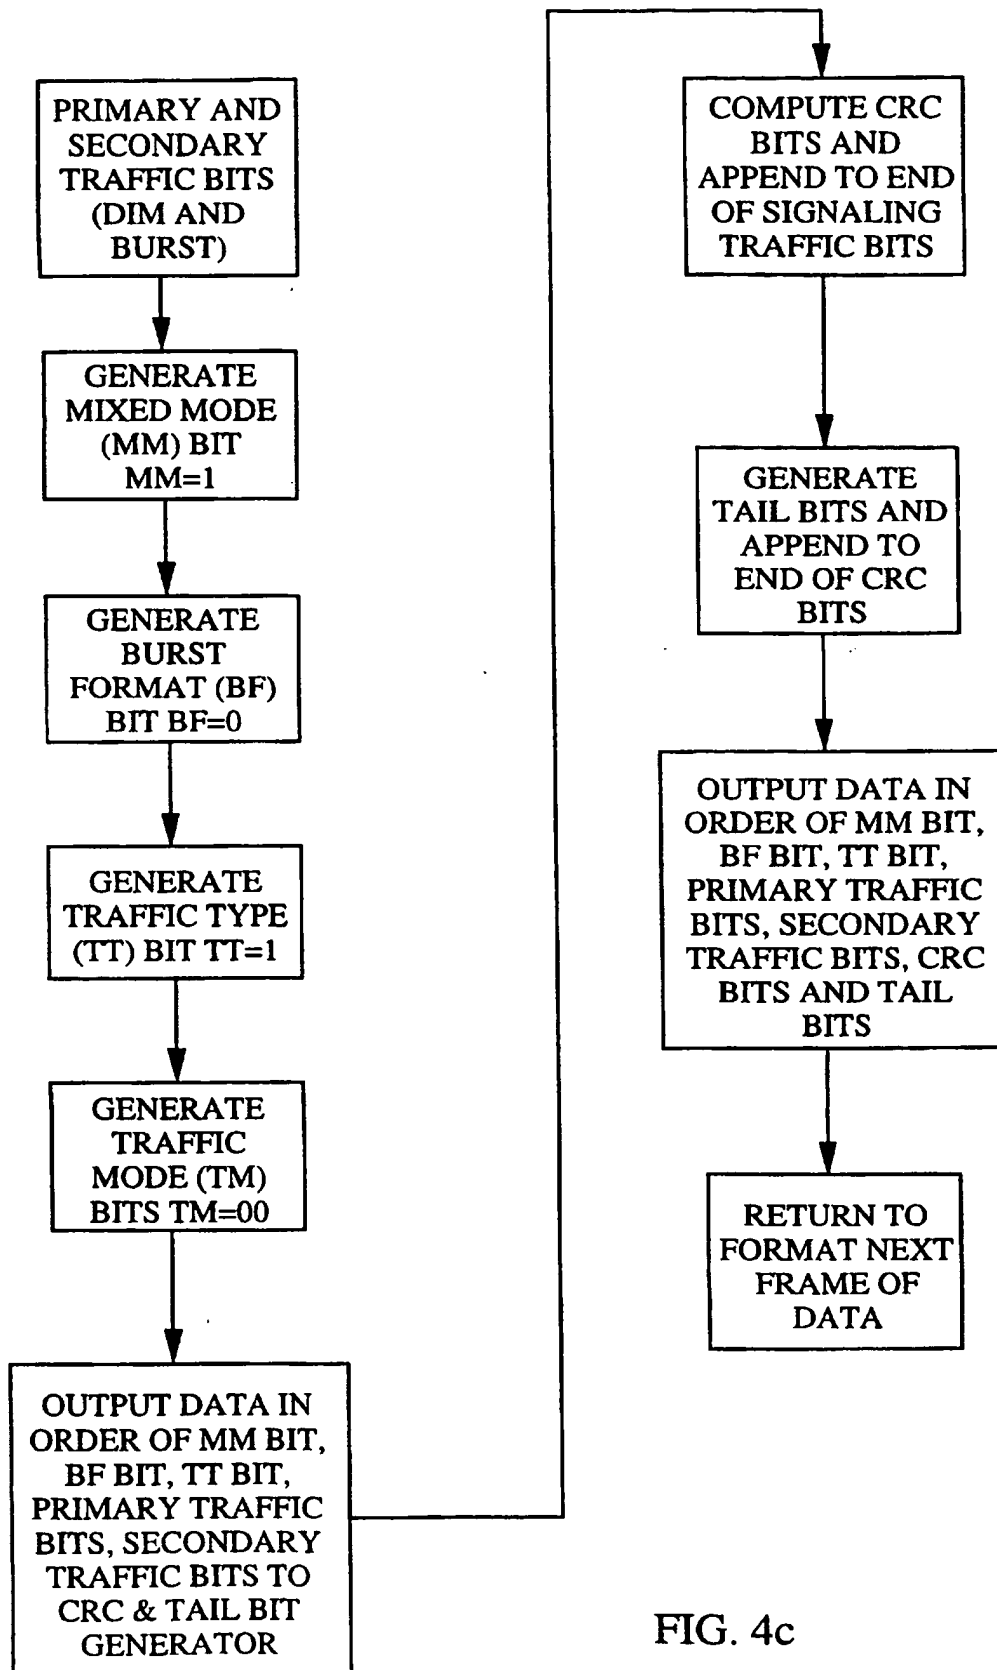 PRIMARY AND
SECONDARY
TRAFFIC BITS
(DIM AND
BURST)
GENERATE
MIXED MODE
(MM) BIT
MM=1
GENERATE
BURST
FORMAT (BF)
BIT BF=0
GENERATE
TRAFFIC TYPE
(TT) BIT TT=1
GENERATE
TRAFFIC
MODE (TM)
BITS TM=00
OUTPUT DATA IN
ORDER OF MM BIT,
BF BIT, TT BIT,
PRIMARY TRAFFIC
BITS, SECONDARY
TRAFFIC BITS TO
CRC & TAIL BIT
GENERATOR
COMPUTE CRC
BITS AND
APPEND TO END
OF SIGNALING
TRAFFIC BITS
GENERATE
TAIL BITS AND
APPEND TO
END OF CRC
BITS
OUTPUT DATA IN
ORDER OF MM BIT,
BF BIT, TT BIT,
PRIMARY TRAFFIC
BITS, SECONDARY
TRAFFIC BITS, CRC
BITS AND TAIL
BITS
RETURN TO
FORMAT NEXT
FRAME OF
DATA
FIG. 4c